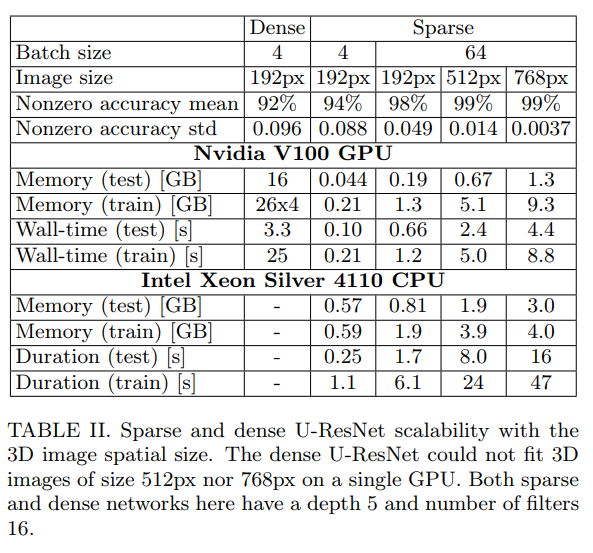 Dense Sparse
Batch size 4 4 64
Image size 192px 192px 192px 512px 768px
Nonzero accuracy mean 92% 94% 98% 99% 99%
Nonzero accuracy std 0.096 0.088 0.049 0.014 0.0037
Nvidia V100 GPU
Memory (test) [GB] 16 0.044 0.19 0.67 1.3
Memory (train) [GB] 26x4 0.21 1.3 5.1 9.3
Wall-time (test) [s] 3.3 0.10 0.66 2.4 4.4
Wall-time (train) [s] 25 0.21 1.2 5.0 8.8
Intel Xeon Silver 4110 CPU
Memory (test) [GB] - 0.57 0.81 1.9 3.0
Memory (train) [GB] - 0.59 1.9 3.9 4.0
Duration (test) [s] - 0.25 1.7 8.0 16
Duration (train) [s] - 1.1 6.1 24 47
TABLE II. Sparse and dense U-ResNet scalability with the
3D image spatial size. The dense U-ResNet could not fit 3D
images of size 512px nor 768px on a single GPU. Both sparse
and dense networks here have a depth 5 and number of filters
16.